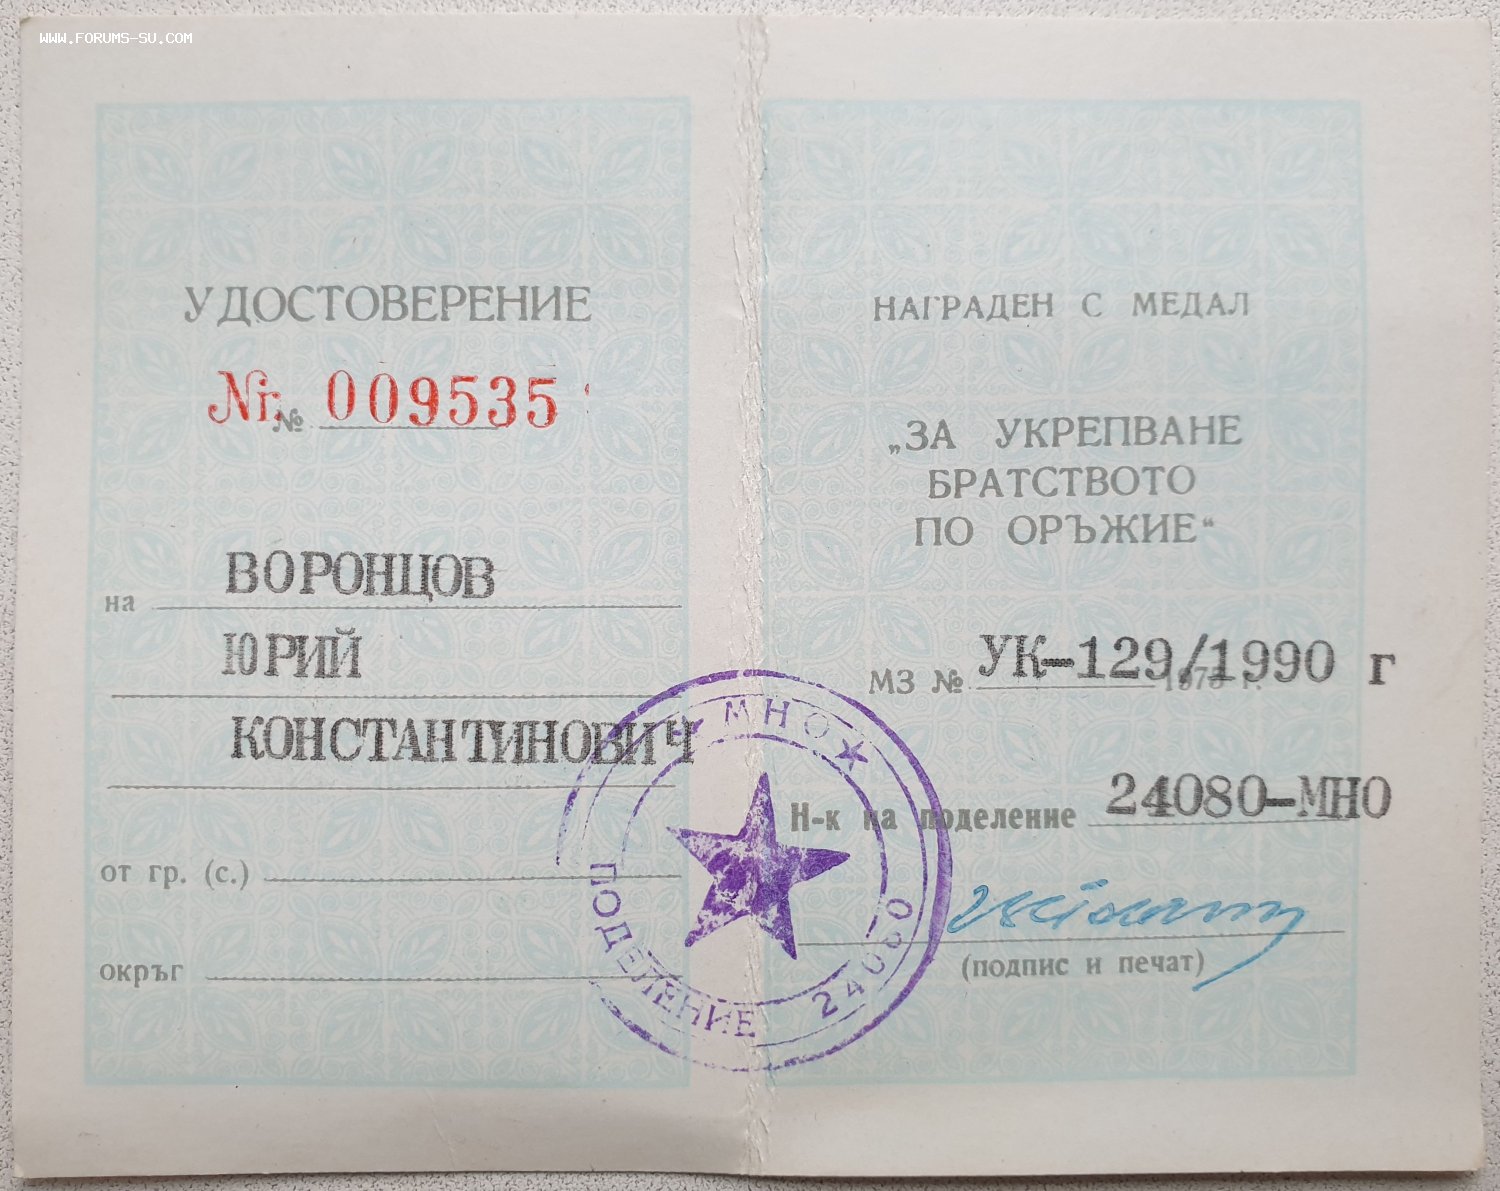 WWW.FORUMS-SU.COM
УДОСТОВЕРЕНИЕ
Nr. № 009535
на ВОРОНЦОВ
ЮРИЙ
КОНСТАНТИНОВИЧ
от гр. (с.)
окръг
НАГРАДЕН С МЕДАЛ
„ЗА УКРЕПВАНЕ
БРАТСТВОТО
ПО ОРЪЖИЕ“
МЗ № УК-129/1990 г
Н-к на поделение 24080-МНО
(подпис и печат)
МНО
ПОДЕЛЕНИЕ 24080